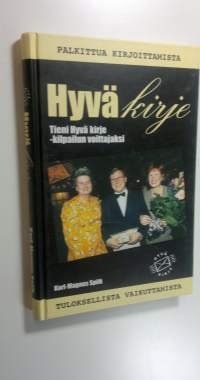 PALKITTUA KIRJOITTAMISTA
Hyvä kirje
Tieni Hyvä kirje
-kilpailun voittajaksi
Karl-Magnus Spiik
TULOKSELLISTA VAIKUTTAMISTA